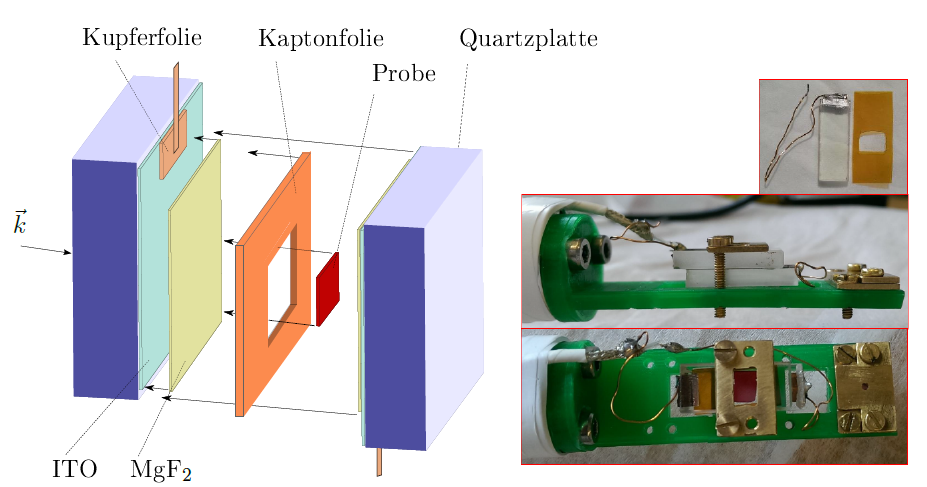 Kupferfolie
Kaptonfolie
Quartzplatte
Probe
k⃗
ITO
MgF₂